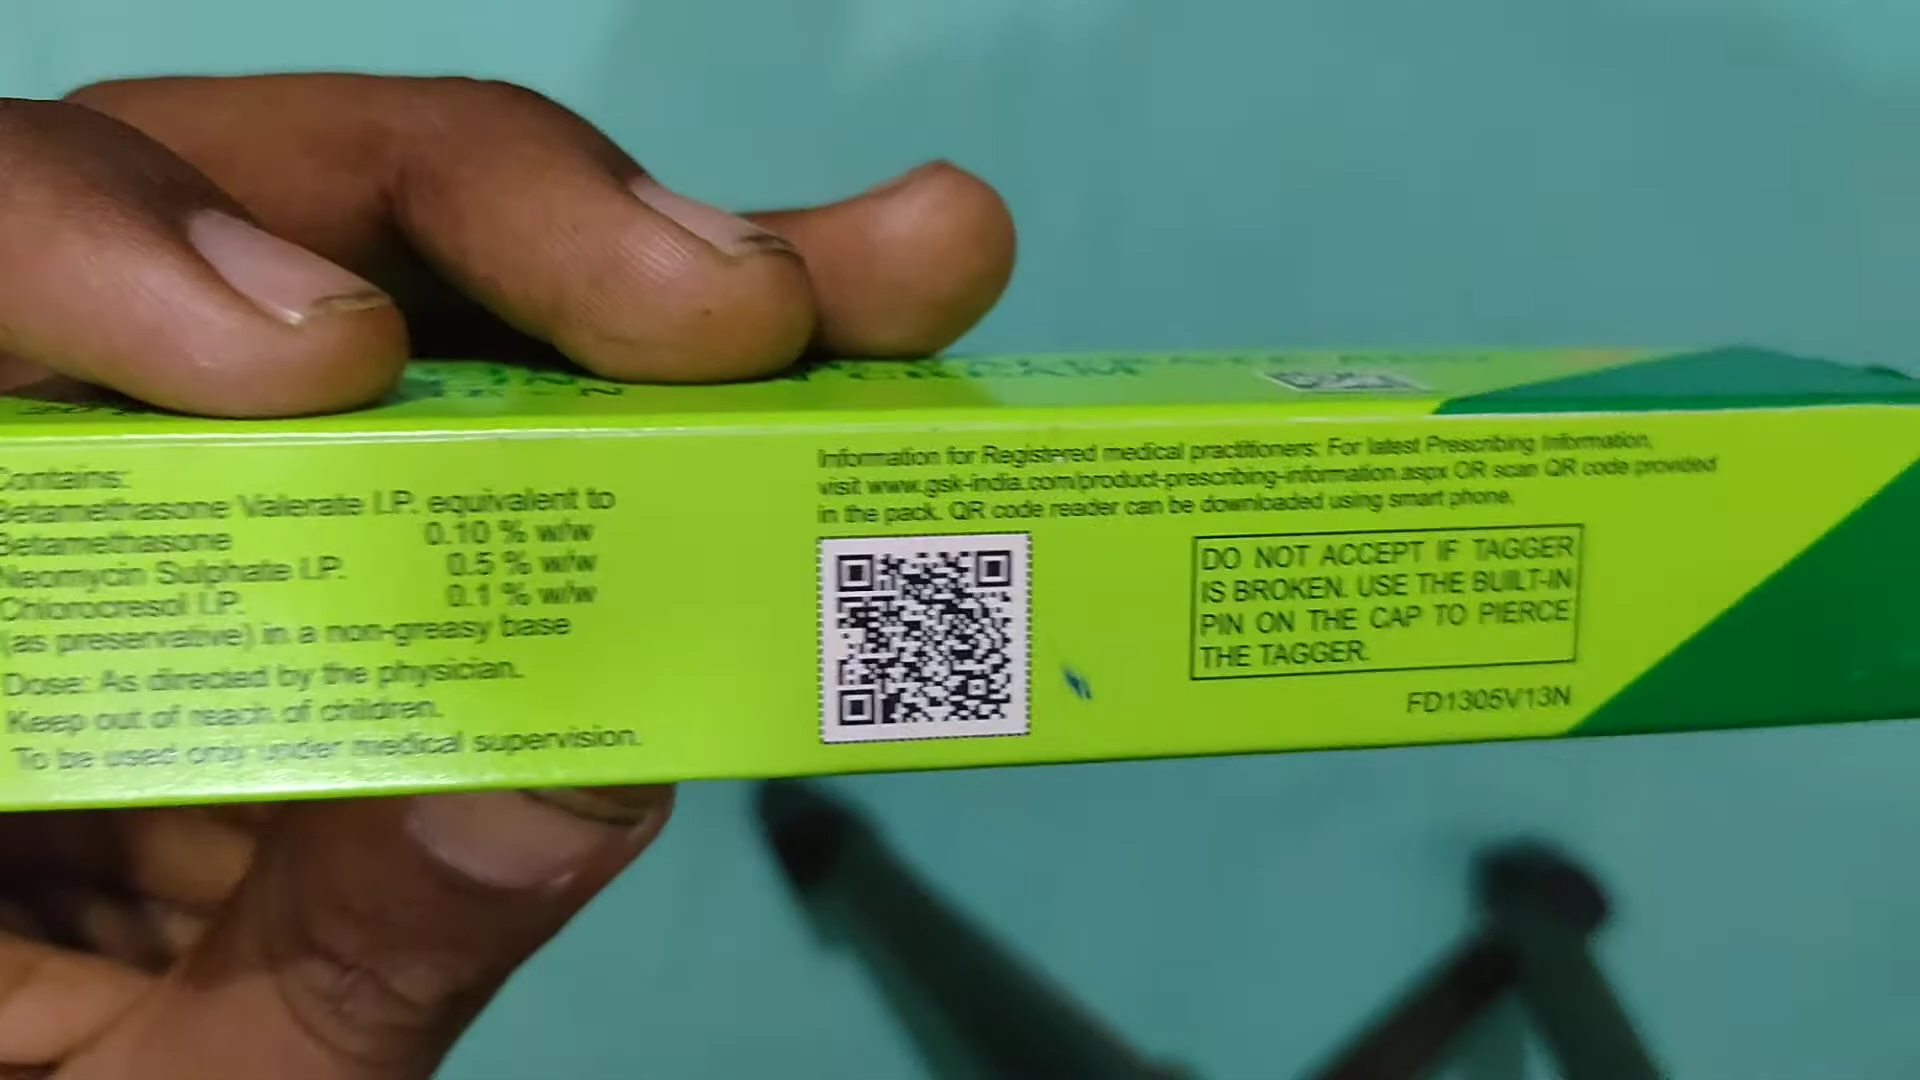 CREAM
Contains:
Betamethasone Valerate I.P. equivalent to
Betamethasone 0.10 % w/w
Neomycin Sulphate I.P. 0.5 % w/w
Chlorocresol I.P. 0.1 % w/w
(as preservative) in a non-greasy base
Dose: As directed by the physician.
Keep out of reach of children.
To be used only under medical supervision.
Information for Registered medical practitioners: For latest Prescribing Information,
visit www.gsk-india.com/product-prescribing-information.aspx OR scan QR code provided
in the pack. QR code reader can be downloaded using smart phone.
DO NOT ACCEPT IF TAGGER
IS BROKEN. USE THE BUILT-IN
PIN ON THE CAP TO PIERCE
THE TAGGER.
FD1305V13N